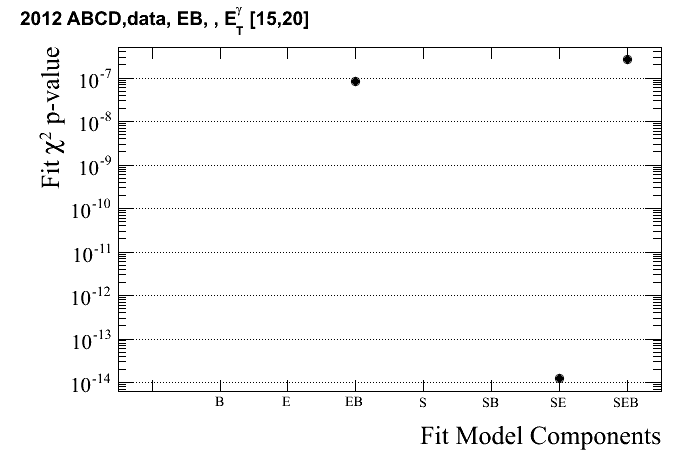 2012 ABCD,data, EB, , E_T^γ [15,20]
Fit χ² p-value
10⁻⁷
10⁻⁸
10⁻⁹
10⁻¹⁰
10⁻¹¹
10⁻¹²
10⁻¹³
10⁻¹⁴
B E EB S SB SE SEB
Fit Model Components